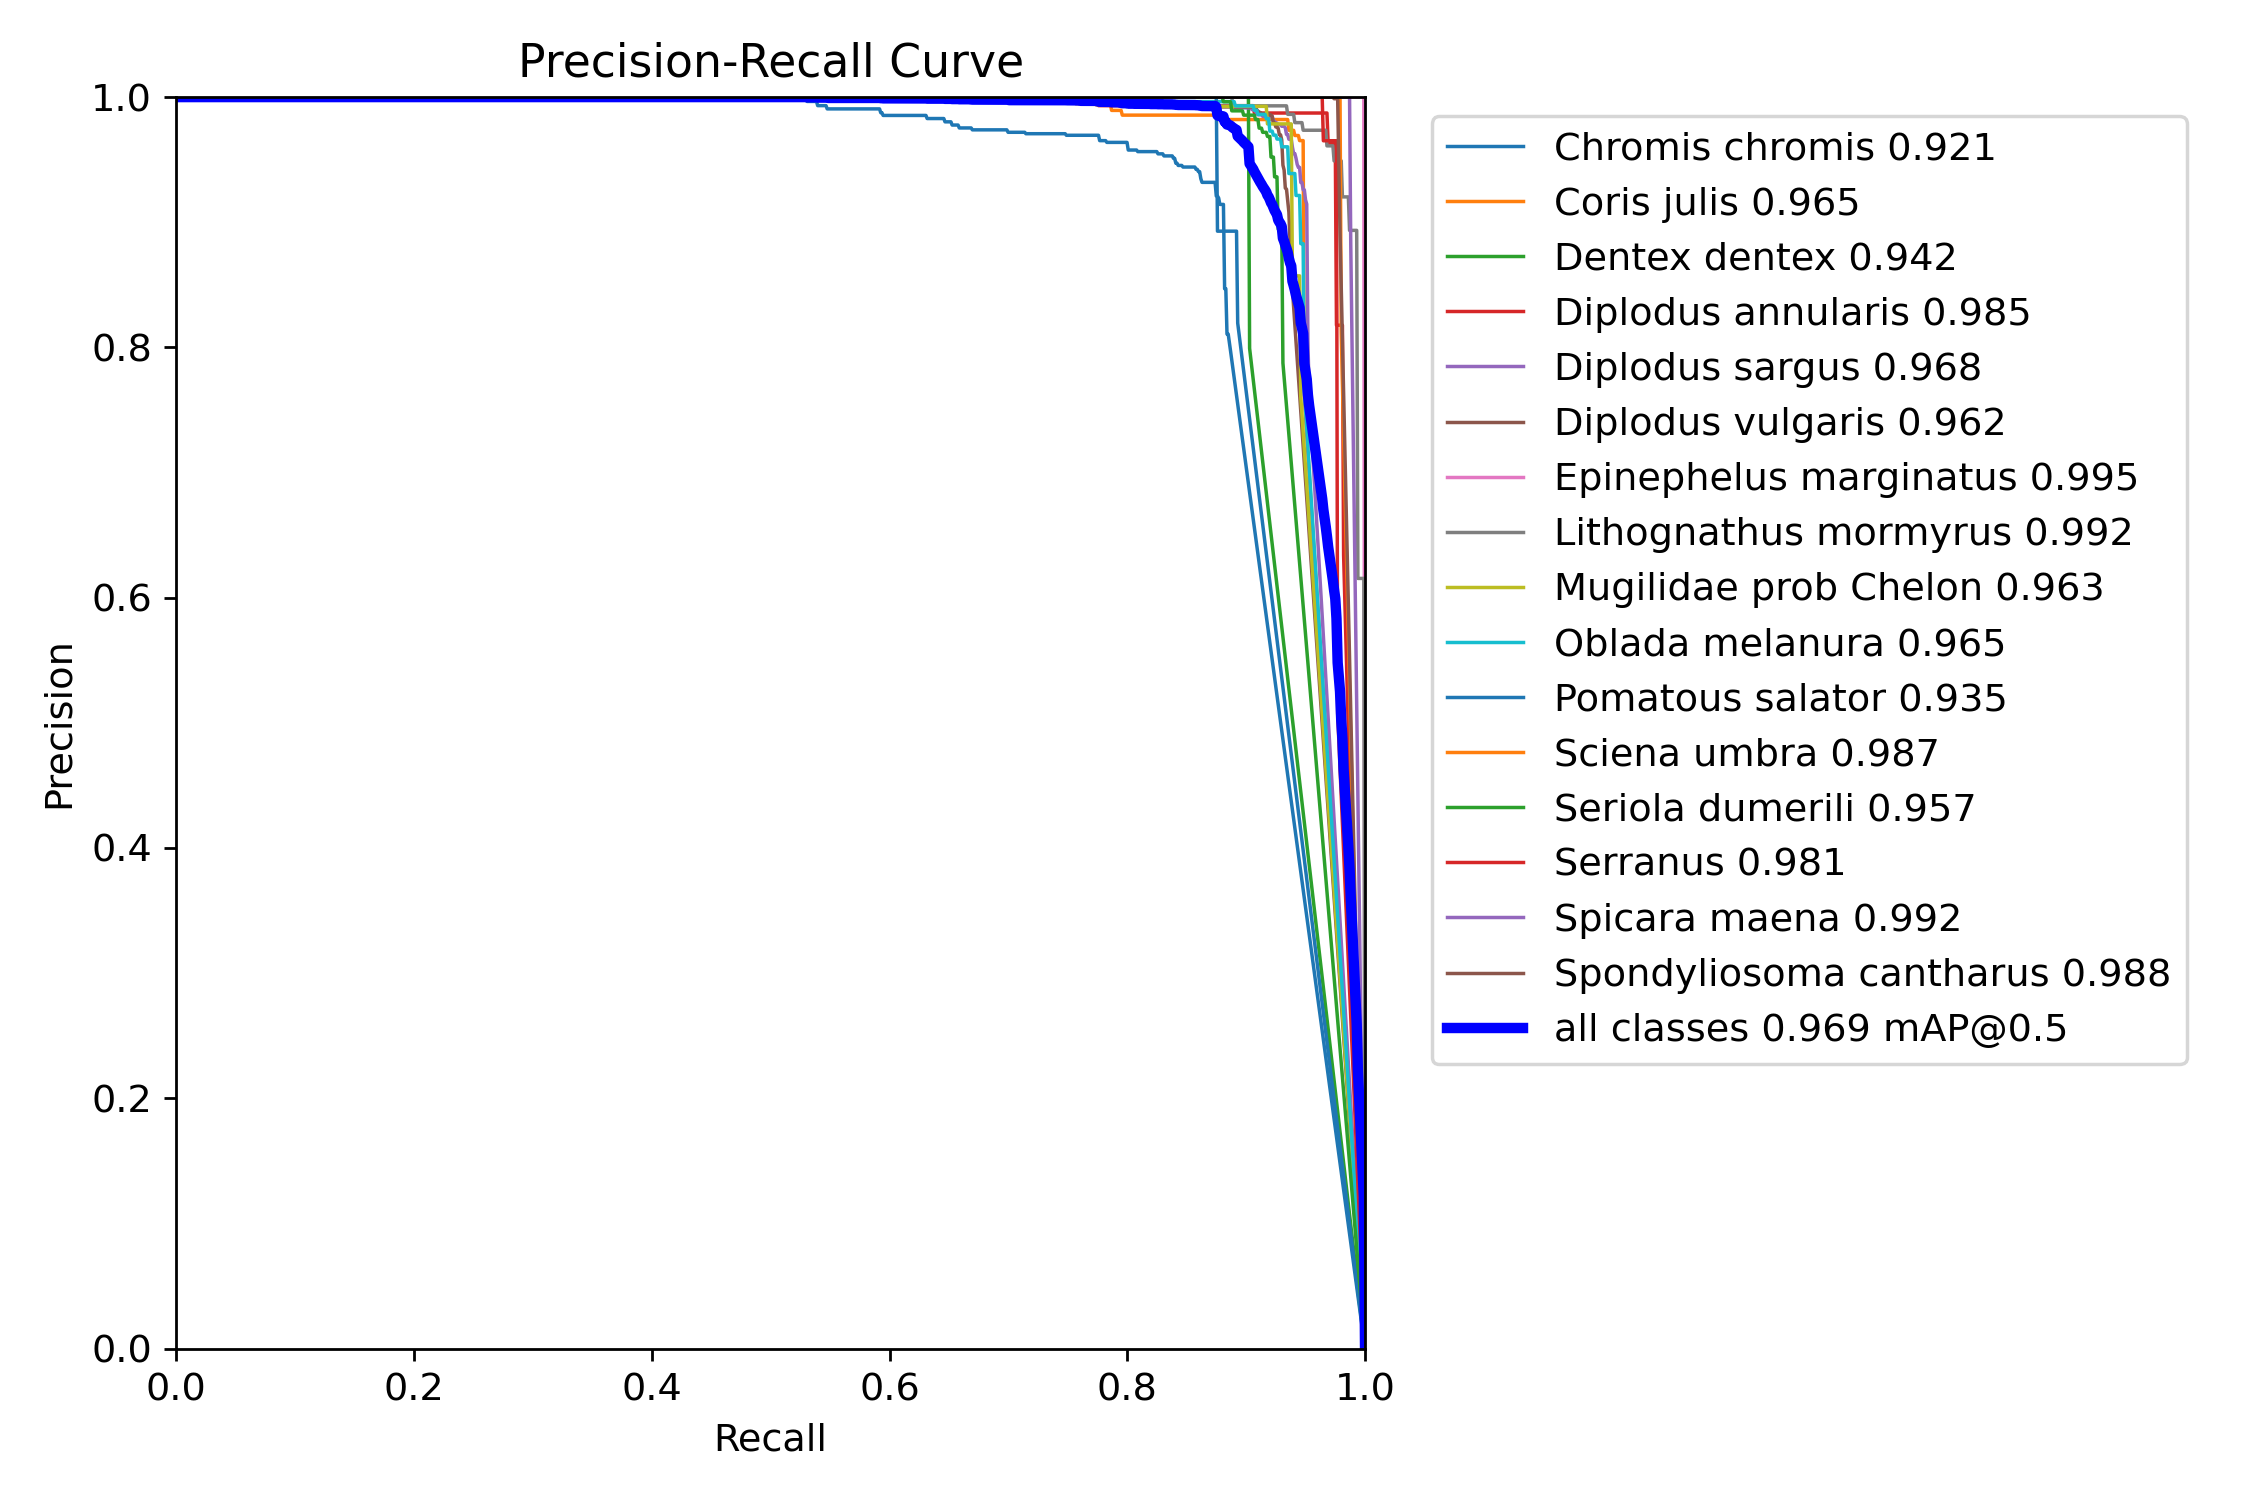 Precision-Recall Curve
1.0
0.8
0.6
0.4
0.2
0.0
Precision
0.0 0.2 0.4 0.6 0.8 1.0
Recall
Chromis chromis 0.921
Coris julis 0.965
Dentex dentex 0.942
Diplodus annularis 0.985
Diplodus sargus 0.968
Diplodus vulgaris 0.962
Epinephelus marginatus 0.995
Lithognathus mormyrus 0.992
Mugilidae prob Chelon 0.963
Oblada melanura 0.965
Pomatous salator 0.935
Sciena umbra 0.987
Seriola dumerili 0.957
Serranus 0.981
Spicara maena 0.992
Spondyliosoma cantharus 0.988
all classes 0.969 mAP@0.5